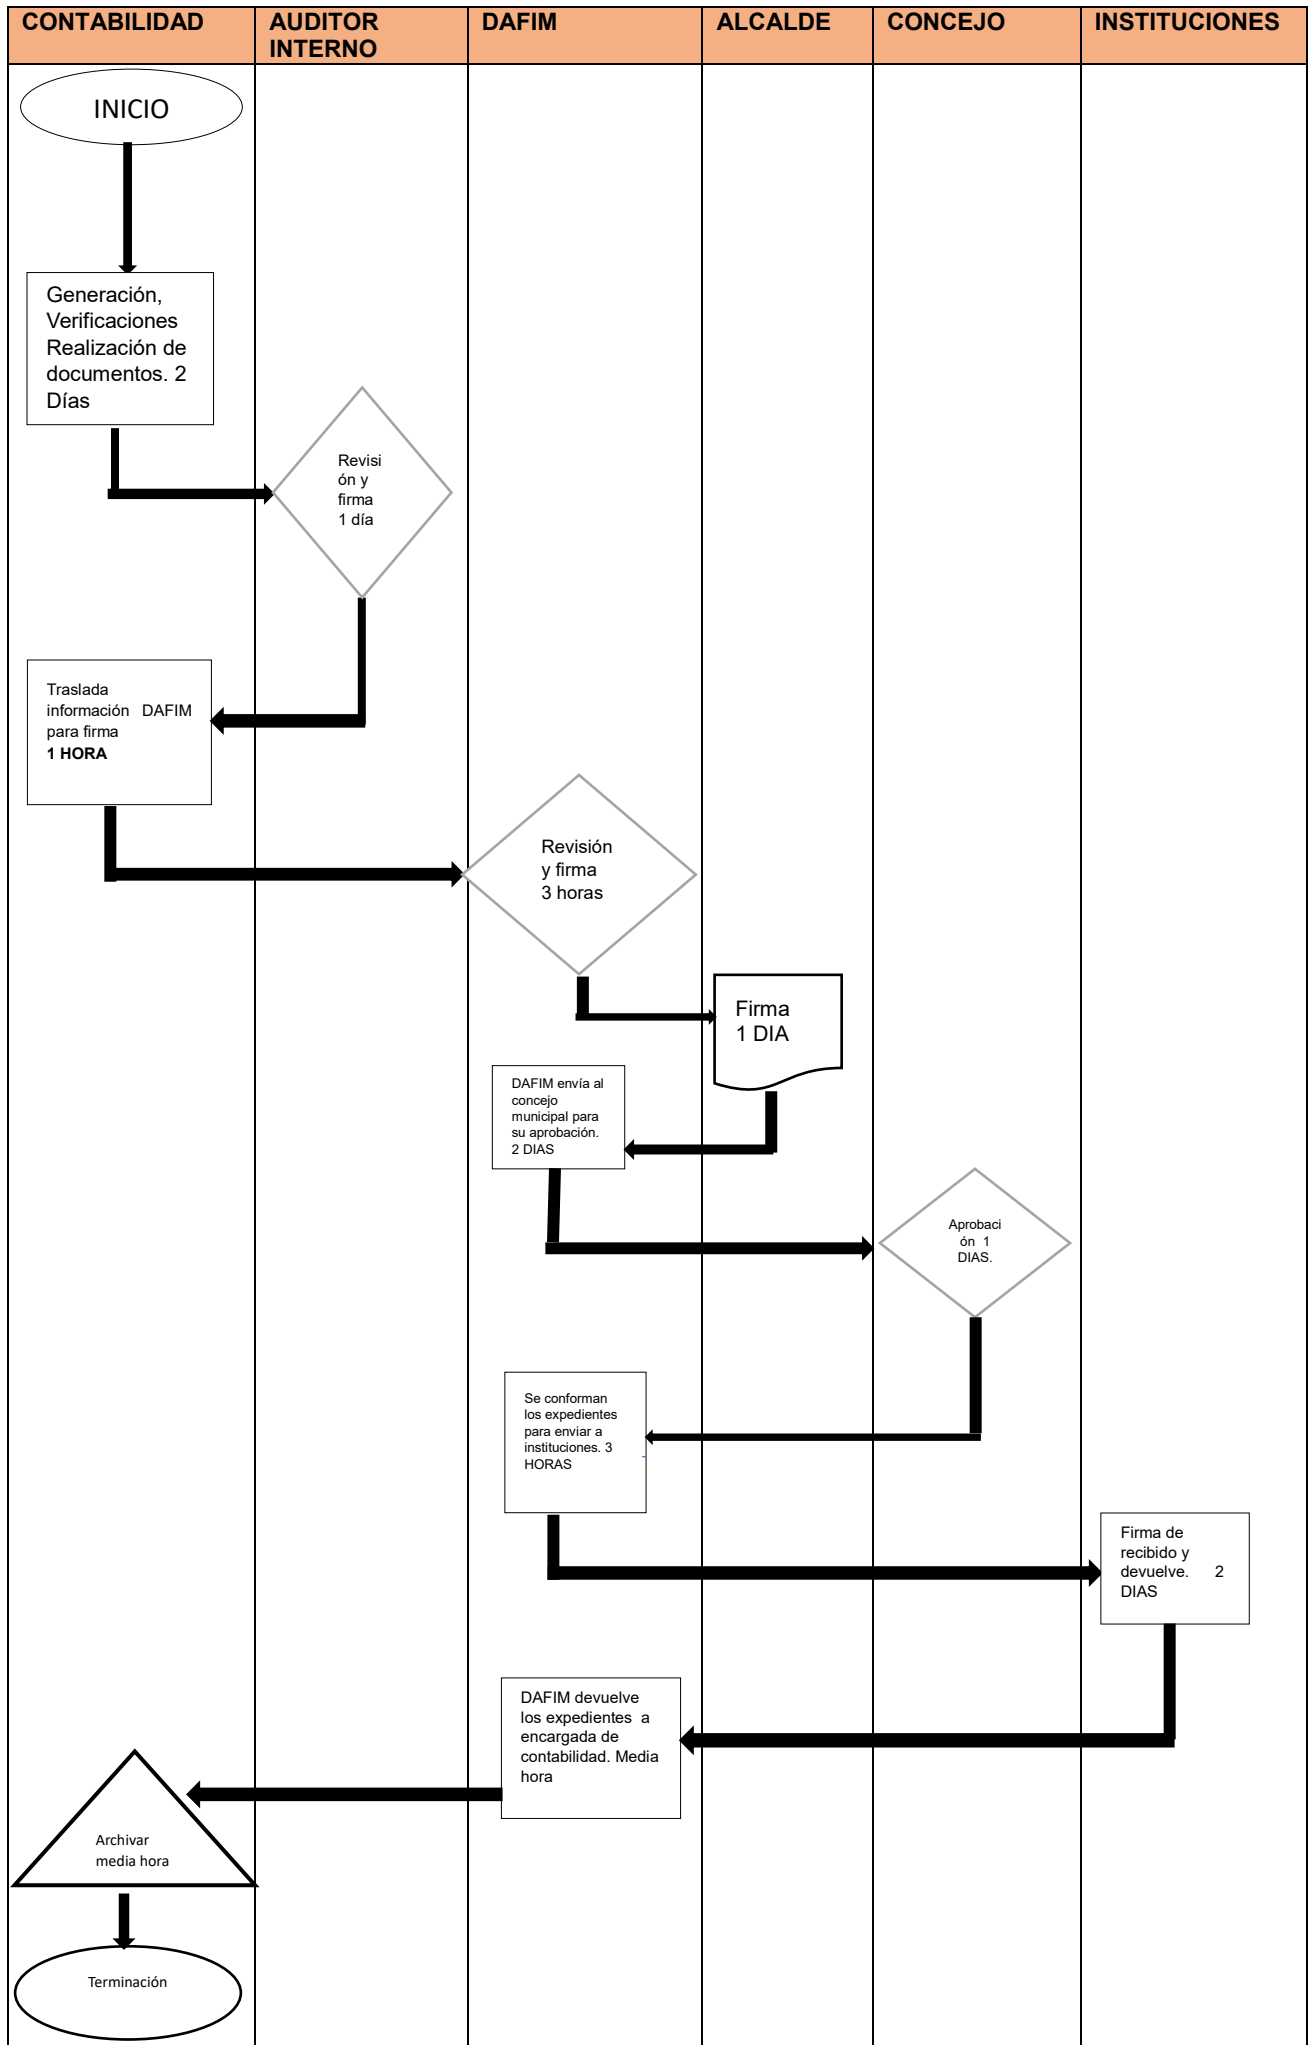 CONTABILIDAD
AUDITOR
INTERNO
DAFIM
ALCALDE
CONCEJO
INSTITUCIONES
INICIO
Generación,
Verificaciones
Realización de
documentos. 2
Días
Revisi
ón y
firma
1 día
Traslada
información DAFIM
para firma
1 HORA
Revisión
y firma
3 horas
Firma
1 DIA
DAFIM envía al
concejo
municipal para
su aprobación.
2 DIAS
Aprobaci
ón 1
DIAS.
Se conforman
los expedientes
para enviar a
instituciones. 3
HORAS
Firma de
recibido y
devuelve. 2
DIAS
DAFIM devuelve
los expedientes a
encargada de
contabilidad. Media
hora
Archivar
media hora
Terminación